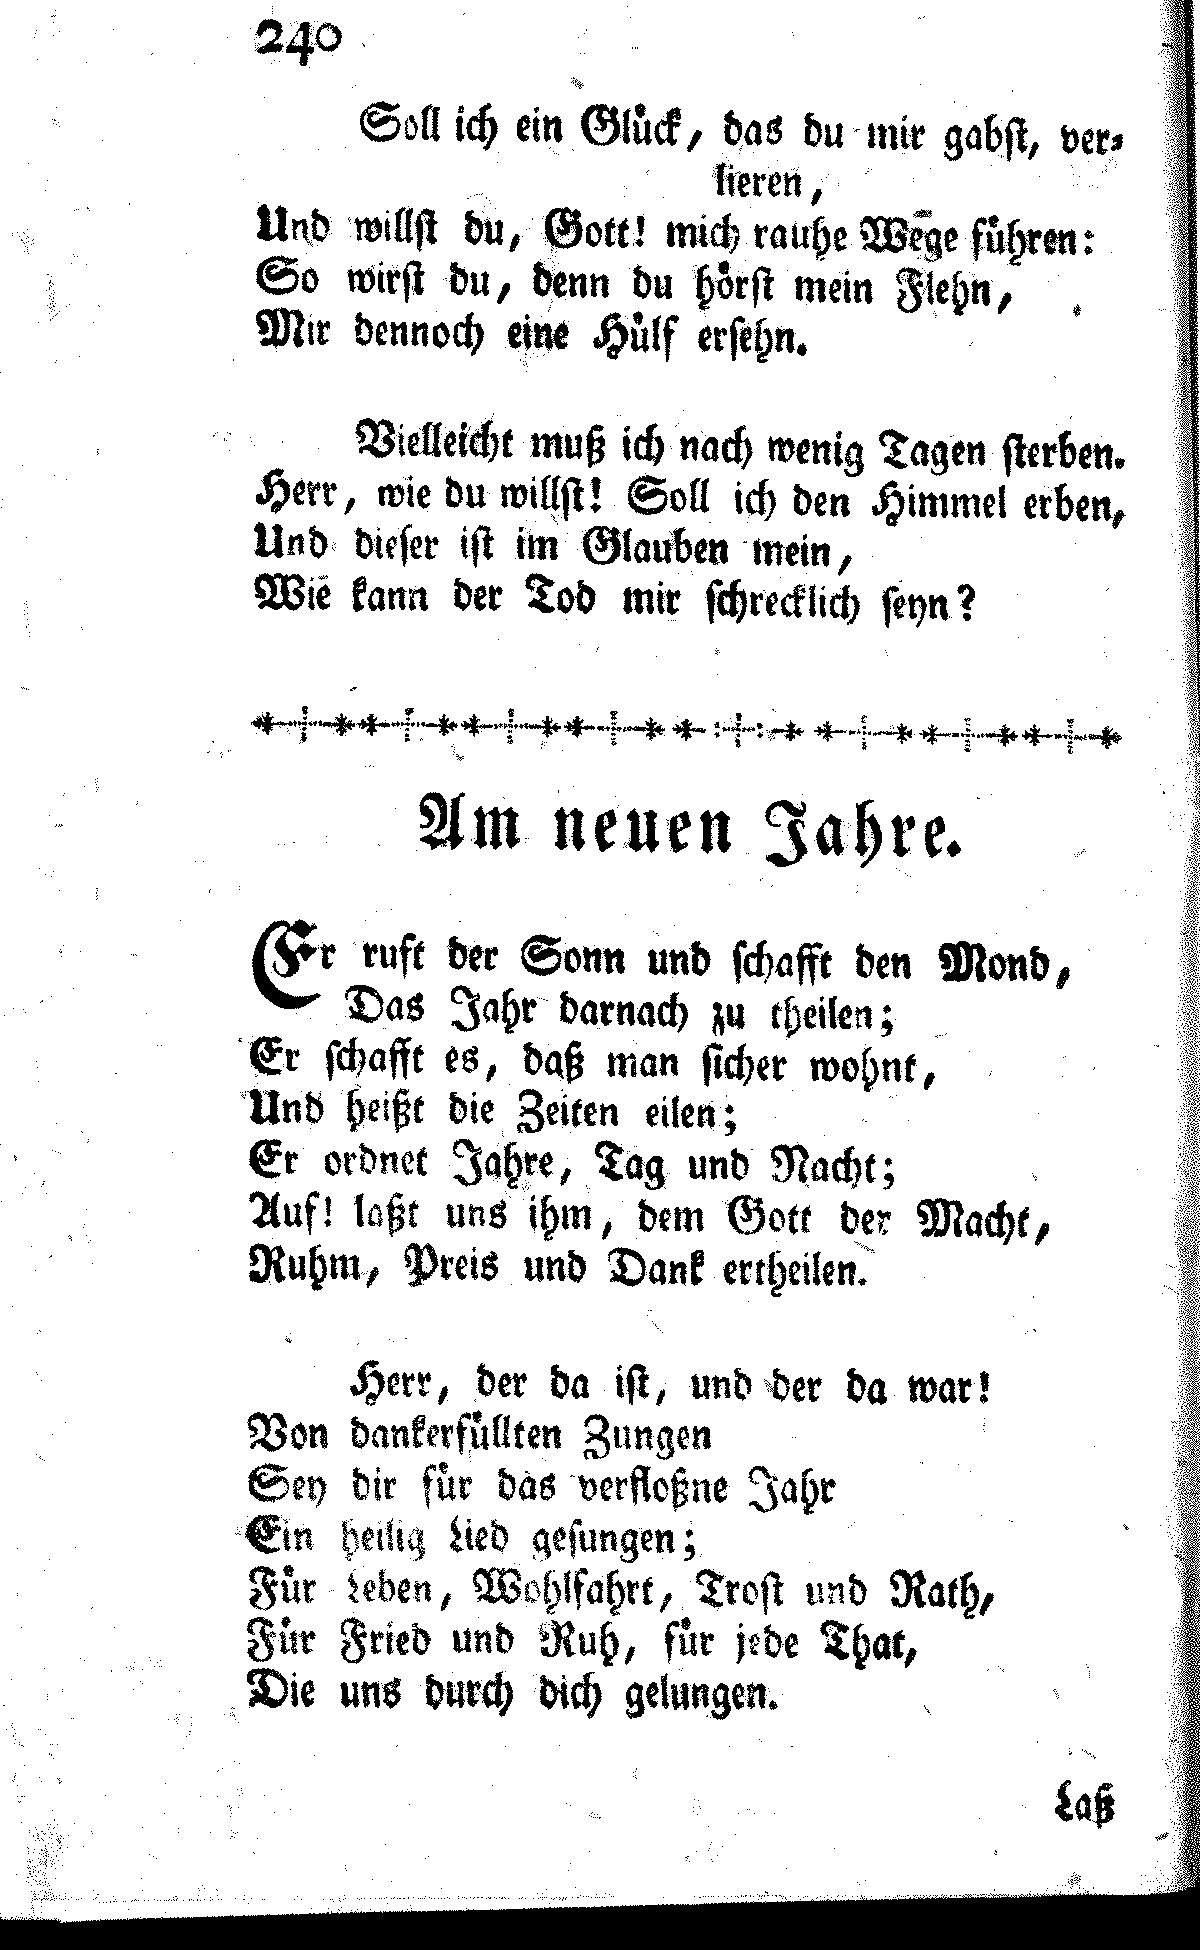 240
Soll ich ein Glück, das du mir gabst, ver-
lieren,
Und willst du, Gott! mich rauhe Wege führen:
So wirst du, denn du hörst mein Flehn,
Mir dennoch eine Hülf ersehn.
Vielleicht muß ich nach wenig Tagen sterben.
Herr, wie du willst! Soll ich den Himmel erben,
Und dieser ist im Glauben mein,
Wie kann der Tod mir schrecklich seyn?
Am neuen Jahre.
Er ruft der Sonn und schafft den Mond,
Das Jahr darnach zu theilen;
Er schafft es, daß man sicher wohnt,
Und heißt die Zeiten eilen;
Er ordnet Jahre, Tag und Nacht;
Auf! laßt uns ihm, dem Gott der Macht,
Ruhm, Preis und Dank ertheilen.
Herr, der da ist, und der da war!
Von dankerfüllten Zungen
Sey dir für das verfloßne Jahr
Ein heilig Lied gesungen;
Für Leben, Wohlfahrt, Trost und Rath,
Für Fried und Ruh, für jede That,
Die uns durch dich gelungen.
Laß